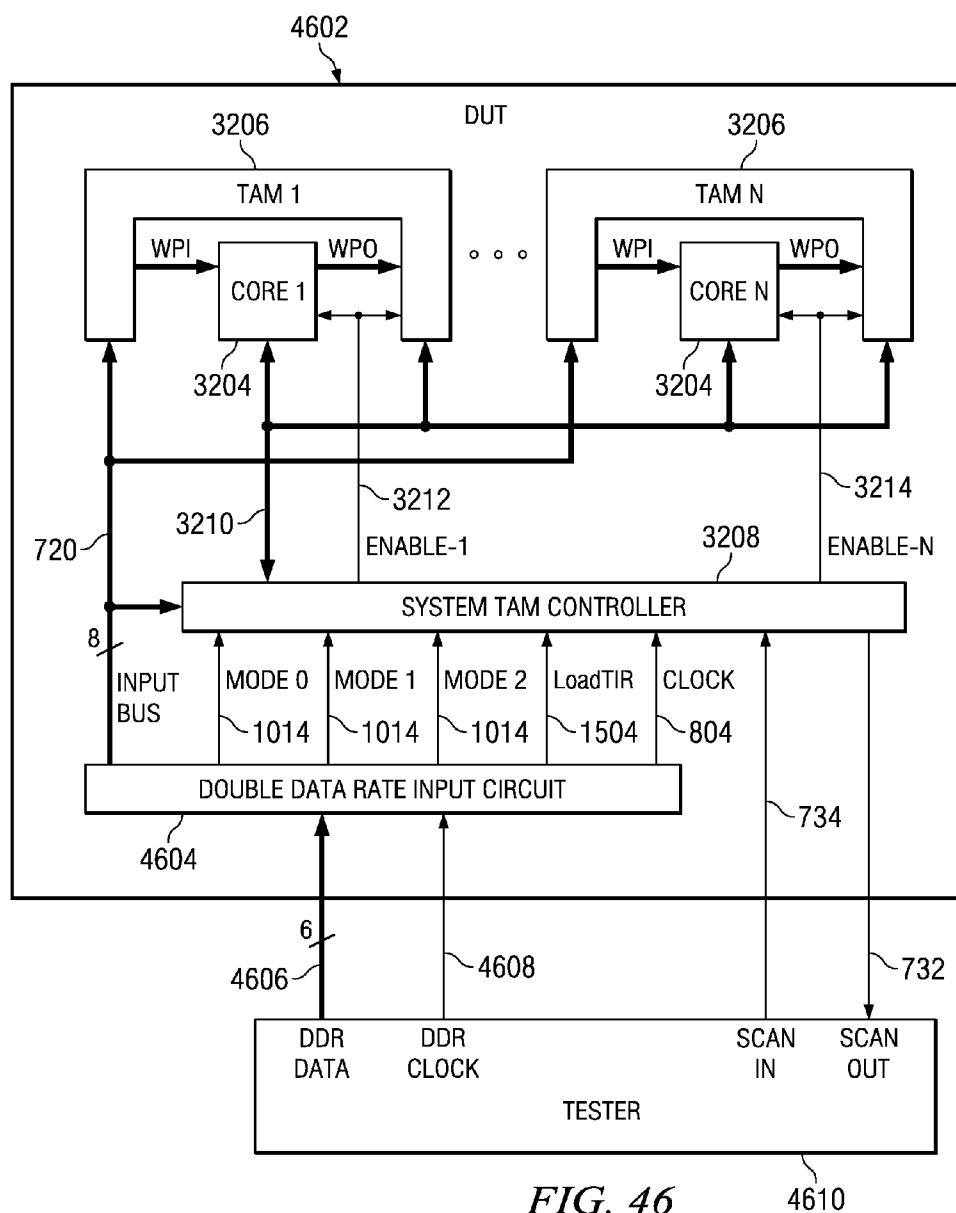 4602
DUT
3206
3206
TAM 1
TAM N
WPI
WPO
WPI
WPO
CORE 1
CORE N
3204
3204
3212
3214
3210
720
ENABLE-1
3208
ENABLE-N
SYSTEM TAM CONTROLLER
8
INPUT
BUS
MODE 0
MODE 1
MODE 2
LoadTIR
CLOCK
1014
1014
1014
1504
804
DOUBLE DATA RATE INPUT CIRCUIT
734
4604
6
4606
4608
732
DDR
DATA
DDR
CLOCK
SCAN
IN
SCAN
OUT
TESTER
FIG. 46
4610